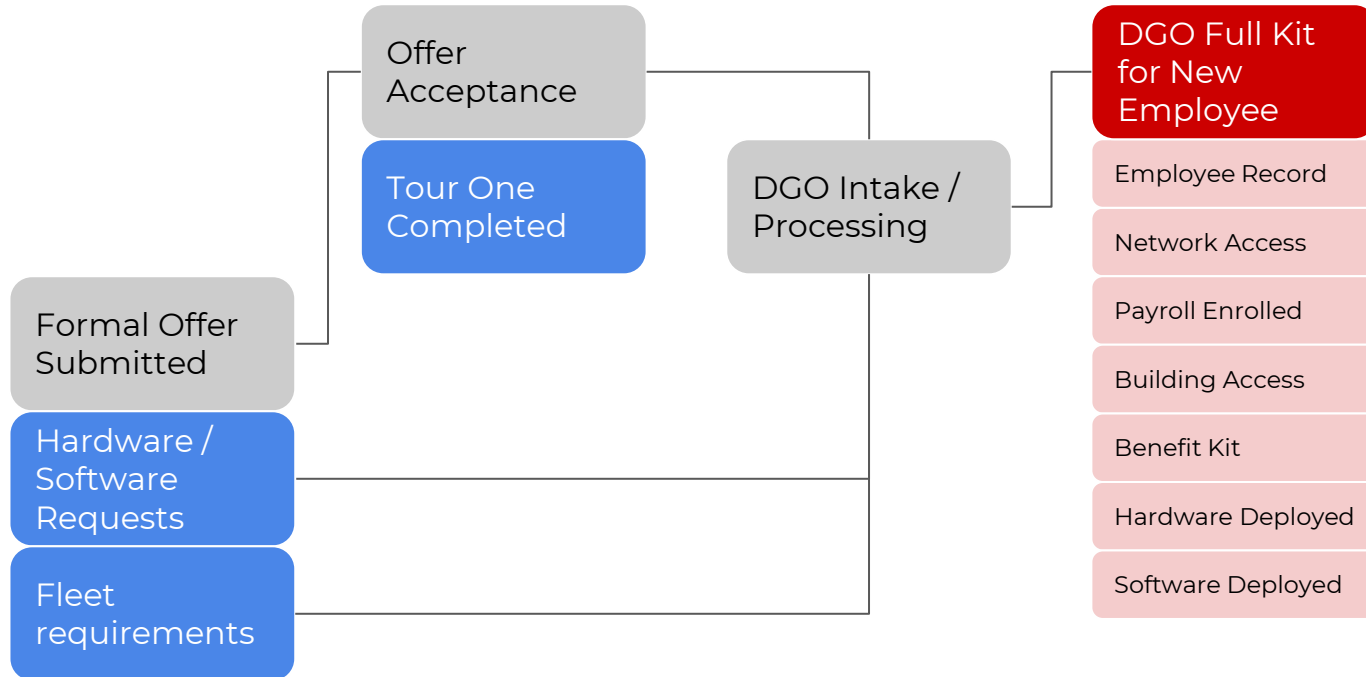 Offer
Acceptance
Tour One
Completed
Formal Offer
Submitted
Hardware /
Software
Requests
Fleet
requirements
DGO Intake /
Processing
DGO Full Kit
for New
Employee
Employee Record
Network Access
Payroll Enrolled
Building Access
Benefit Kit
Hardware Deployed
Software Deployed